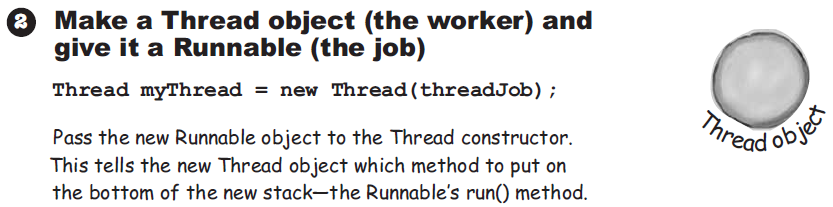 2 Make a Thread object (the worker) and
give it a Runnable (the job)
Thread myThread = new Thread(threadJob);
Pass the new Runnable object to the Thread constructor.
This tells the new Thread object which method to put on
the bottom of the new stack—the Runnable’s run() method.
Thread object